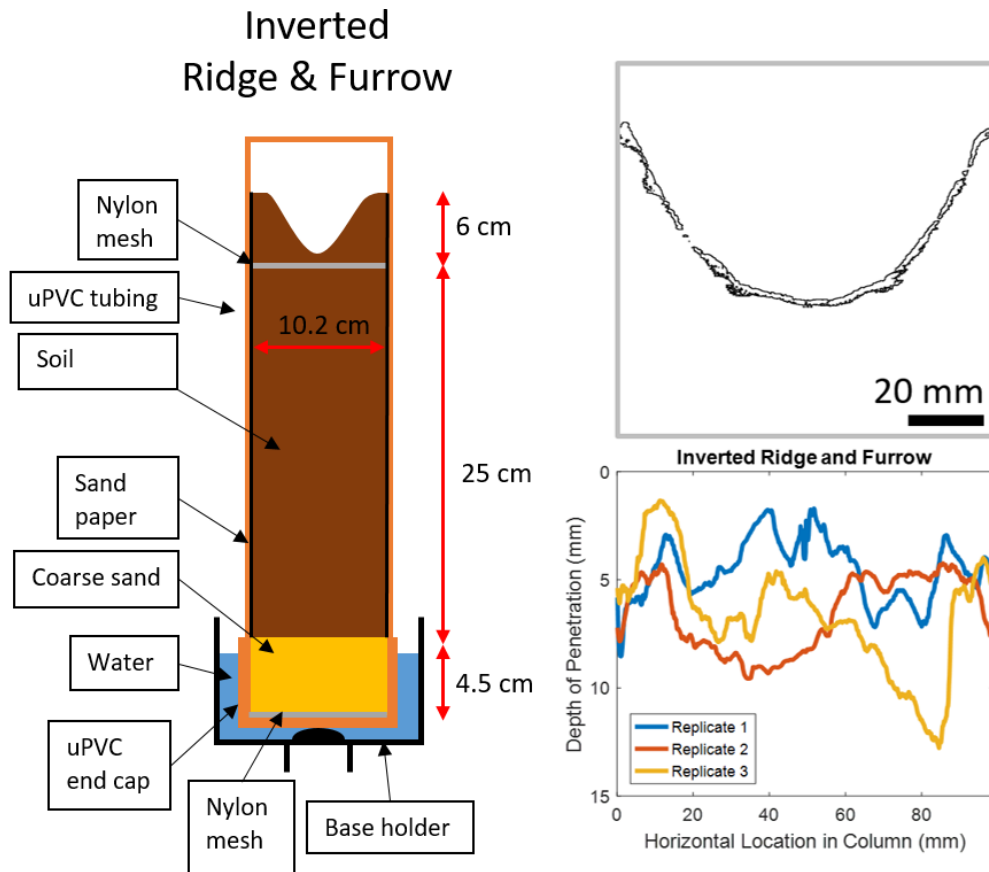 Inverted
Ridge & Furrow
Nylon
mesh
uPVC tubing
Soil
Sand
paper
Coarse sand
Water
uPVC
end cap
Nylon
mesh
Base holder
6 cm
10.2 cm
25 cm
4.5 cm
20 mm
Inverted Ridge and Furrow
Depth of Penetration (mm)
0
5
10
15
Replicate 1
Replicate 2
Replicate 3
0 20 40 60 80
Horizontal Location in Column (mm)